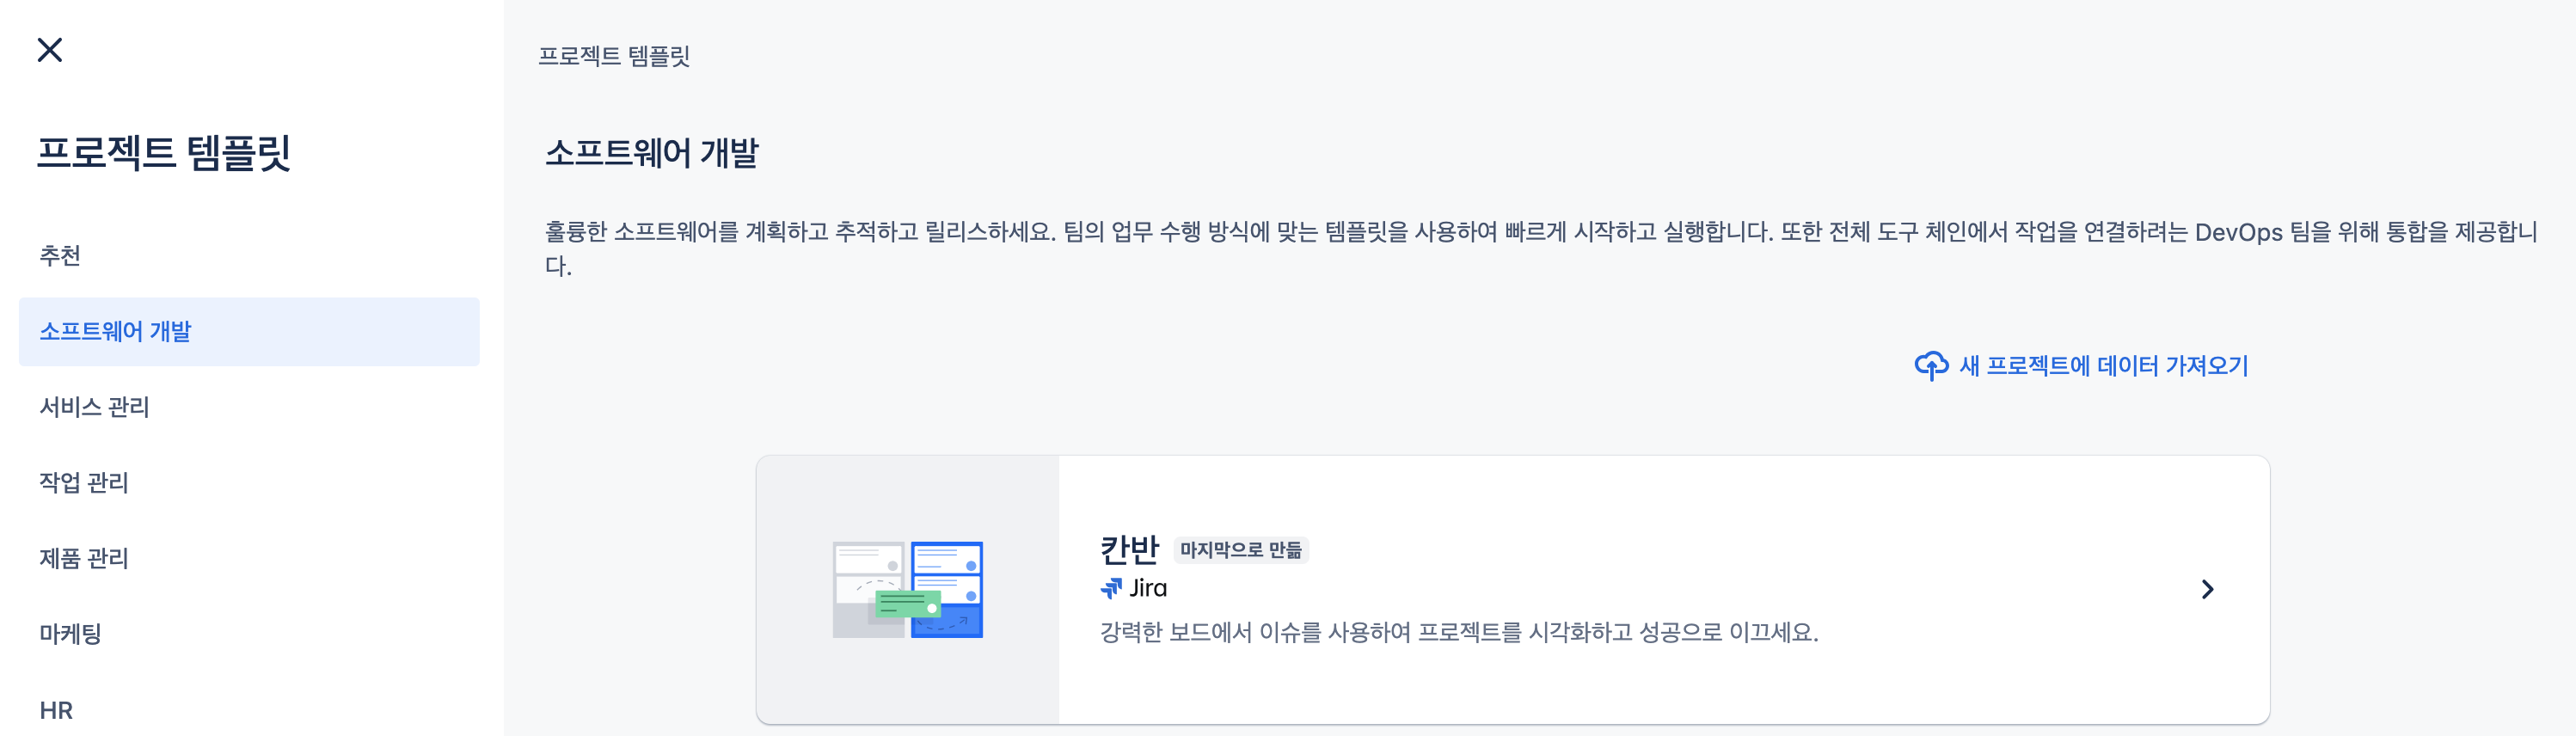 프로젝트 템플릿
추천
소프트웨어 개발
서비스 관리
작업 관리
제품 관리
마케팅
HR
프로젝트 템플릿
소프트웨어 개발
훌륭한 소프트웨어를 계획하고 추적하고 릴리스하세요. 팀의 업무 수행 방식에 맞는 템플릿을 사용하여 빠르게 시작하고 실행합니다. 또한 전체 도구 체인에서 작업을 연결하려는 DevOps 팀을 위해 통합을 제공합니
다.
새 프로젝트에 데이터 가져오기
칸반 마지막으로 만듦
Jira
강력한 보드에서 이슈를 사용하여 프로젝트를 시각화하고 성공으로 이끄세요.